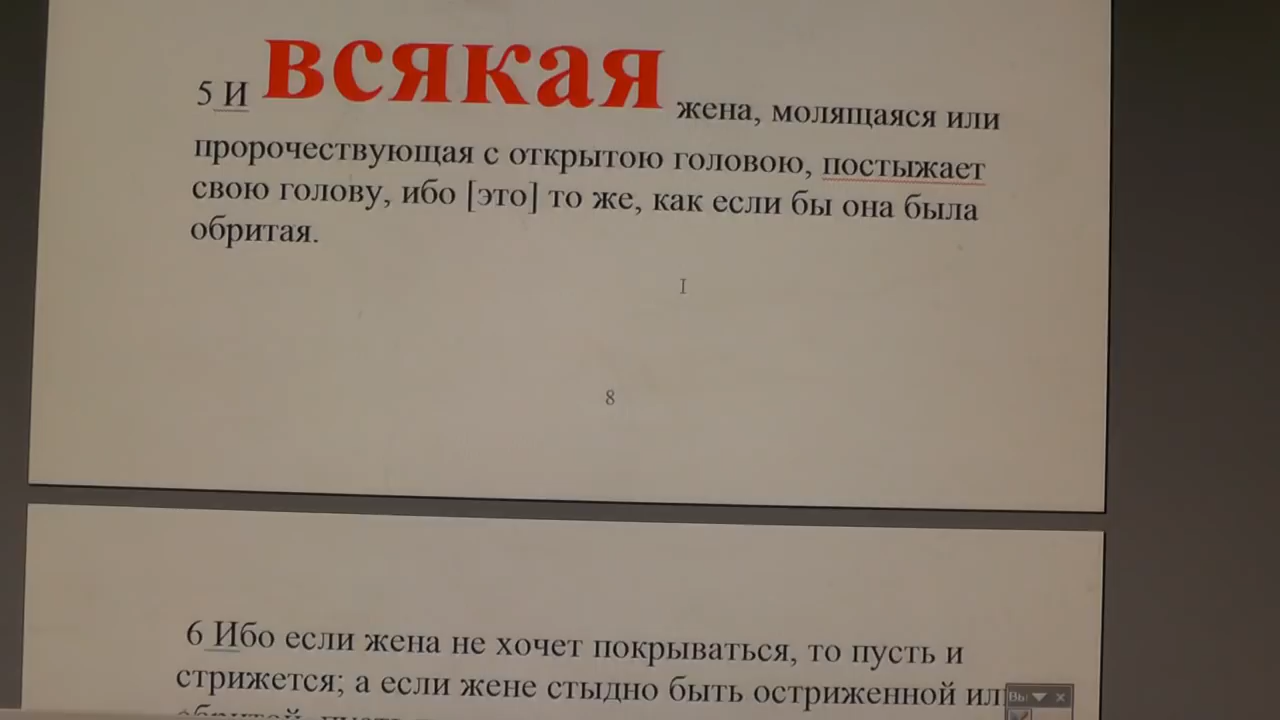 5 И всякая жена, молящаяся или
пророчествующая с открытою головою, постыжает
свою голову, ибо [это] то же, как если бы она была
обритая.
8
6 Ибо если жена не хочет покрываться, то пусть и
стрижется; а если жене стыдно быть остриженной ил